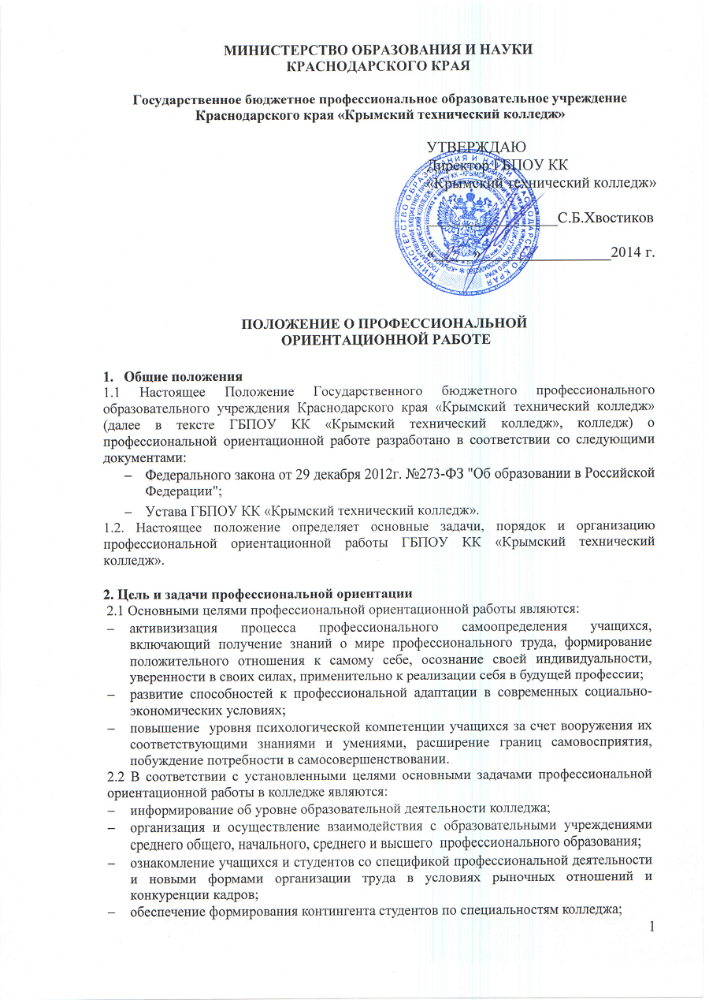 МИНИСТЕРСТВО ОБРАЗОВАНИЯ И НАУКИ
КРАСНОДАРСКОГО КРАЯ
Государственное бюджетное профессиональное образовательное учреждение
Краснодарского края «Крымский технический колледж»
УТВЕРЖДАЮ
Директор ГБПОУ КК
«Крымский технический колледж»
С.Б.Хвостиков
2014 г.
ПОЛОЖЕНИЕ О ПРОФЕССИОНАЛЬНОЙ
ОРИЕНТАЦИОННОЙ РАБОТЕ
1. Общие положения
1.1 Настоящее Положение Государственного бюджетного профессионального
образовательного учреждения Краснодарского края «Крымский технический колледж»
(далее в тексте ГБПОУ КК «Крымский технический колледж», колледж) о
профессиональной ориентационной работе разработано в соответствии со следующими
документами:
– Федерального закона от 29 декабря 2012г. №273-ФЗ "Об образовании в Российской
Федерации";
– Устава ГБПОУ КК «Крымский технический колледж».
1.2. Настоящее положение определяет основные задачи, порядок и организацию
профессиональной ориентационной работы ГБПОУ КК «Крымский технический
колледж».
2. Цель и задачи профессиональной ориентации
2.1 Основными целями профессиональной ориентационной работы являются:
– активизизация процесса профессионального самоопределения учащихся,
включающий получение знаний о мире профессионального труда, формирование
положительного отношения к самому себе, осознание своей индивидуальности,
уверенности в своих силах, применительно к реализации себя в будущей профессии;
– развитие способностей к профессиональной адаптации в современных социально-
экономических условиях;
– повышение уровня психологической компетенции учащихся за счет вооружения их
соответствующими знаниями и умениями, расширение границ самовосприятия,
побуждение потребности в самосовершенствовании.
2.2 В соответствии с установленными целями основными задачами профессиональной
ориентационной работы в колледже являются:
– информирование об уровне образовательной деятельности колледжа;
– организация и осуществление взаимодействия с образовательными учреждениями
среднего общего, начального, среднего и высшего профессионального образования;
– ознакомление учащихся и студентов со спецификой профессиональной деятельности
и новыми формами организации труда в условиях рыночных отношений и
конкуренции кадров;
– обеспечение формирования контингента студентов по специальностям колледжа;
1